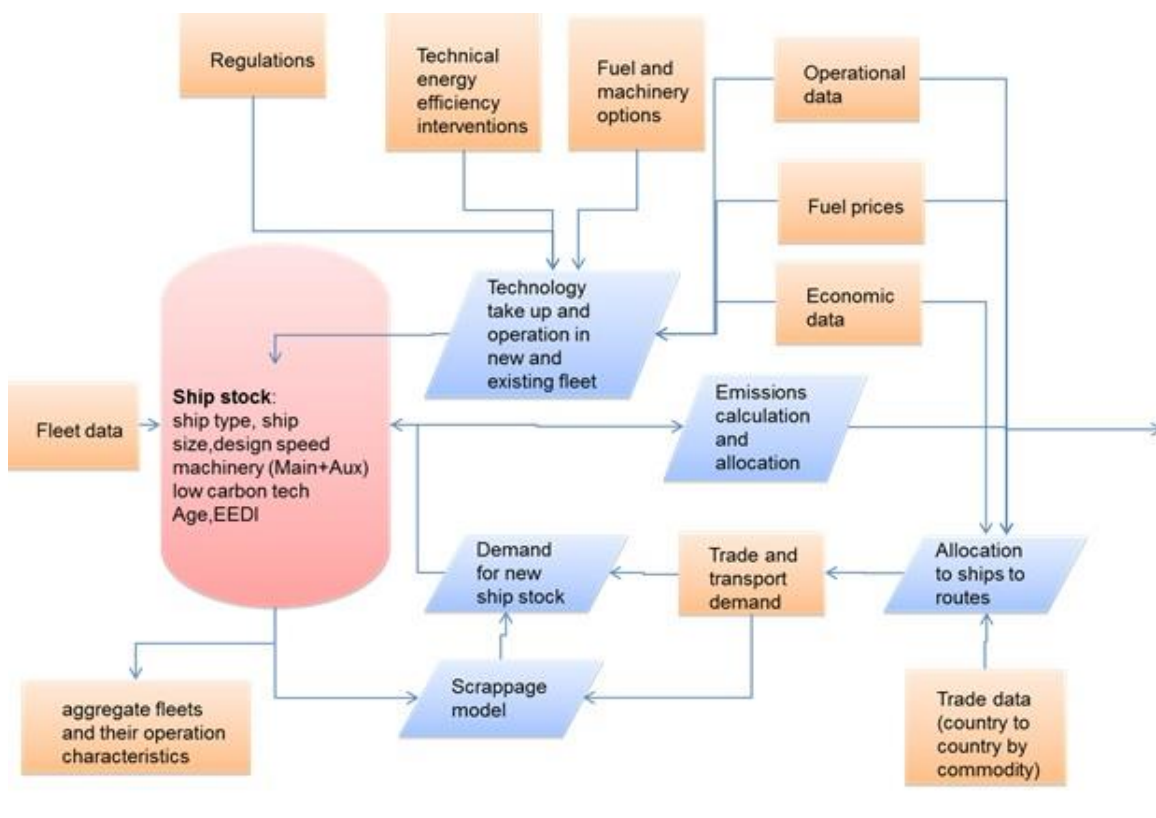 Regulations
Technical
energy
efficiency
interventions
Fuel and
machinery
options
Operational
data
Fuel prices
Economic
data
Technology
take up and
operation in
new and
existing fleet
Fleet data
Ship stock:
ship type, ship
size,design speed
machinery (Main+Aux)
low carbon tech
Age,EEDI
Emissions
calculation
and
allocation
Demand
for new
ship stock
Trade and
transport
demand
Allocation
to ships to
routes
aggregate fleets
and their operation
characteristics
Scrappage
model
Trade data
(country to
country by
commodity)